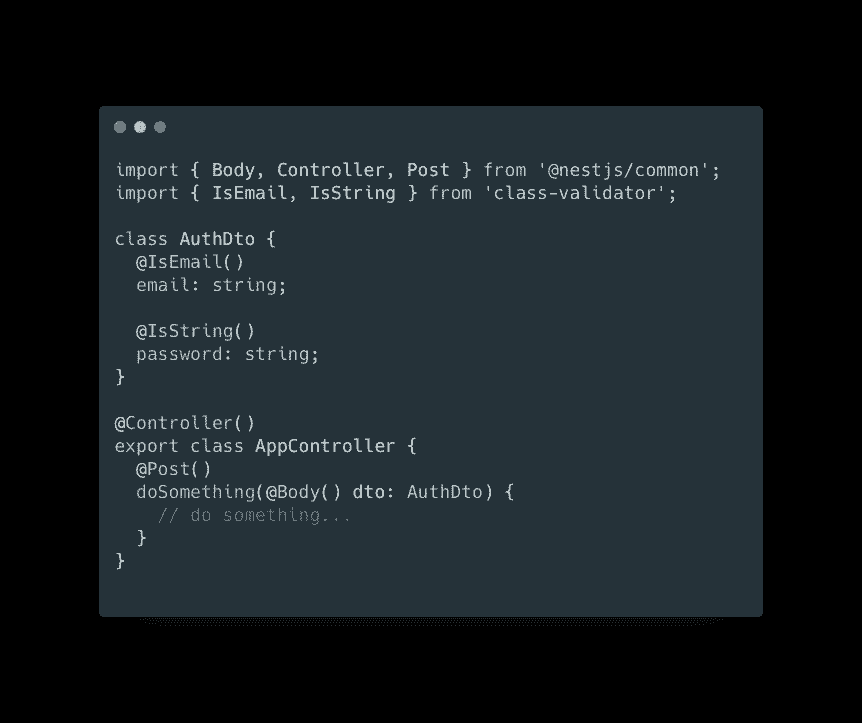 import { Body, Controller, Post } from '@nestjs/common';
import { IsEmail, IsString } from 'class-validator';

class AuthDto {
  @IsEmail()
  email: string;

  @IsString()
  password: string;
}

@Controller()
export class AppController {
  @Post()
  doSomething(@Body() dto: AuthDto) {
    // do something...
  }
}